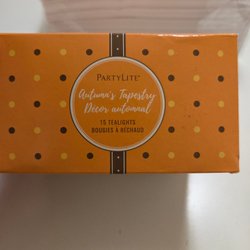 PARTYLITE®
Autumn's Tapestry
Décor automnal
15 TEALIGHTS
BOUGIES À RÉCHAUD